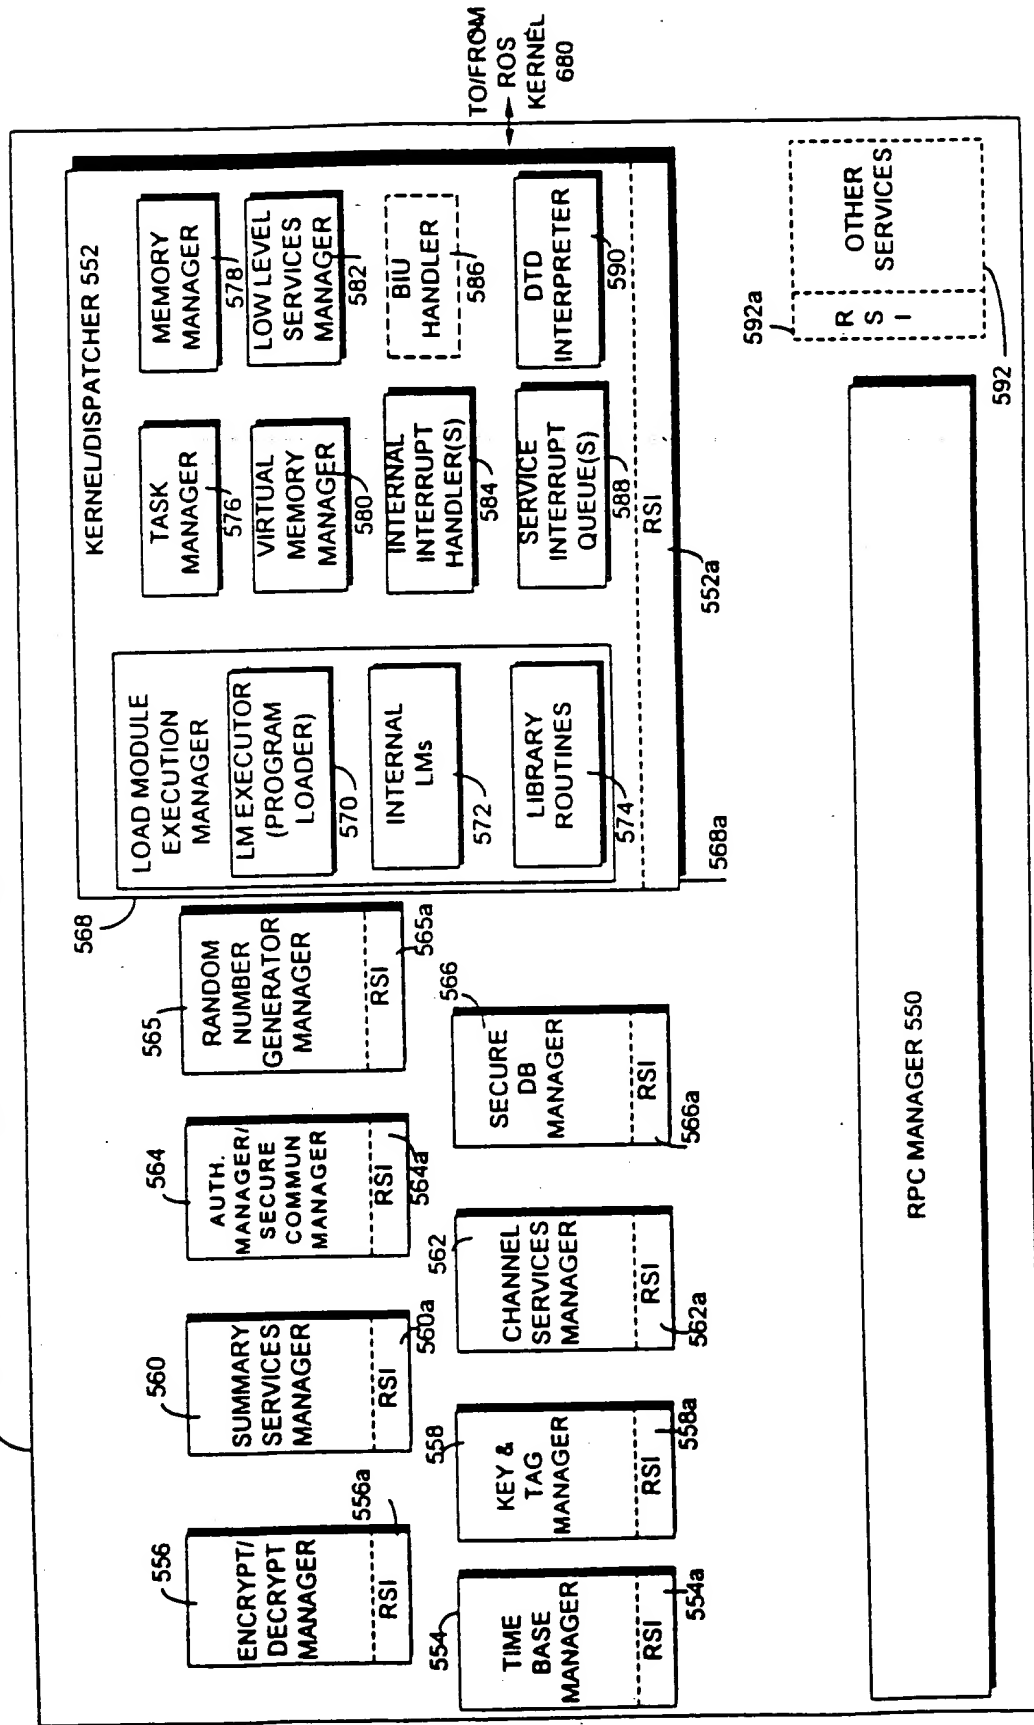 KERNEL/DISPATCHER 552
568
LOAD MODULE
EXECUTION
MANAGER
LM EXECUTOR
(PROGRAM
LOADER)
570
INTERNAL
LMs
572
LIBRARY
ROUTINES
574
568a
TASK
MANAGER
576
MEMORY
MANAGER
578
VIRTUAL
MEMORY
MANAGER
580
LOW LEVEL
SERVICES
MANAGER
582
INTERNAL
INTERRUPT
HANDLER(S)
584
BIU
HANDLER
586
SERVICE
INTERRUPT
QUEUE(S)
588
DTD
INTERPRETER
590
RSI
552a
TO/FROM
ROS
KERNEL
680
556
ENCRYPT/
DECRYPT
MANAGER
RSI
556a
560
SUMMARY
SERVICES
MANAGER
RSI
560a
564
AUTH.
MANAGER/
SECURE
COMMUN
MANAGER
RSI
564a
565
RANDOM
NUMBER
GENERATOR
MANAGER
RSI
565a
554
TIME
BASE
MANAGER
RSI
554a
558
KEY &
TAG
MANAGER
RSI
558a
562
CHANNEL
SERVICES
MANAGER
RSI
562a
566
SECURE
DB
MANAGER
RSI
566a
592a
R
S
I
OTHER
SERVICES
592
RPC MANAGER 550